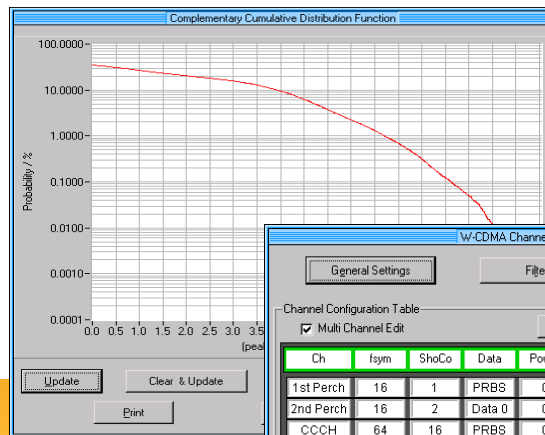 Complementary Cumulative Distribution Function
100.0000
10.0000
1.0000
0.1000
0.0100
0.0010
0.0001
Probability / %
0.0 0.5 1.0 1.5 2.0 2.5 3.0 3.5
Update
Clear & Update
Print
W-CDMA
General Settings
Channel Configuration Table
Multi Channel Edit
Ch fsym ShoCo Data
1st Perch 16 1 PRBS
2nd Perch 16 2 Data 0
CCCH 64 16 PRBS